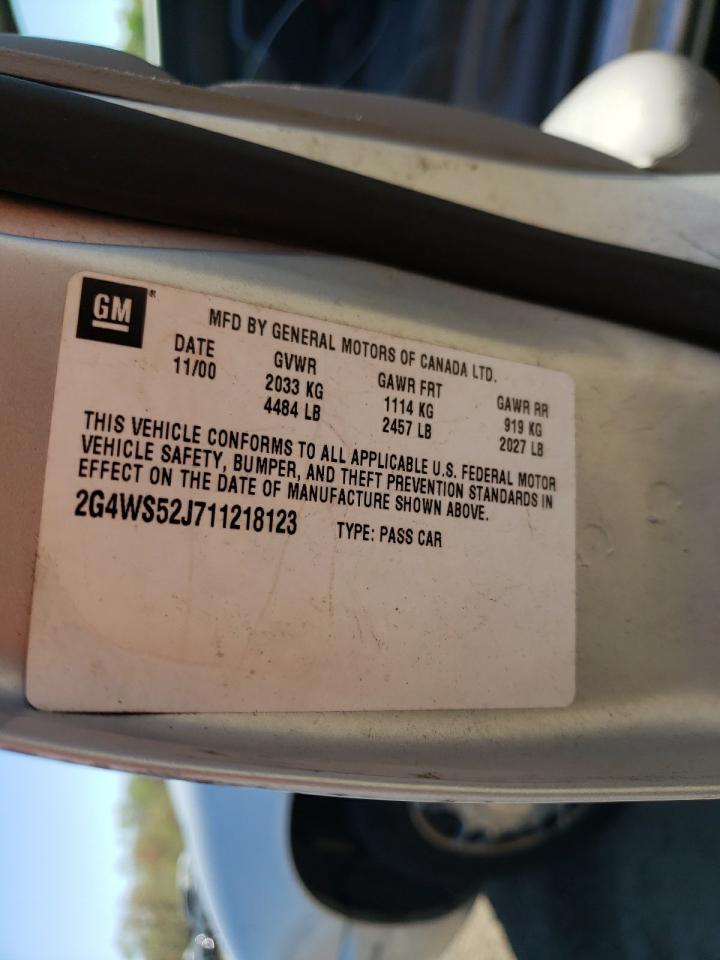 GM®
MFD BY GENERAL MOTORS OF CANADA LTD.
DATE GVWR GAWR FRT GAWR RR
11/00 2033 KG 1114 KG 919 KG
4484 LB 2457 LB 2027 LB
THIS VEHICLE CONFORMS TO ALL APPLICABLE U.S. FEDERAL MOTOR
VEHICLE SAFETY, BUMPER, AND THEFT PREVENTION STANDARDS IN
EFFECT ON THE DATE OF MANUFACTURE SHOWN ABOVE.
2G4WS52J711218123 TYPE: PASS CAR